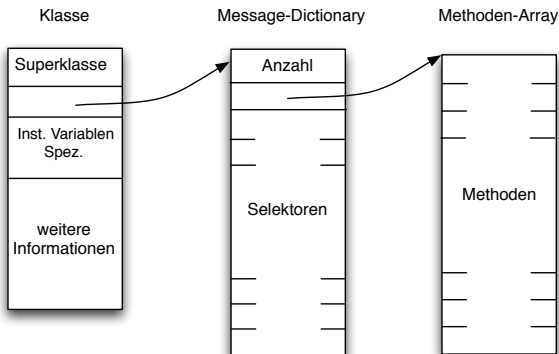 Klasse
Message-Dictionary
Methoden-Array
Superklasse
Inst. Variablen
Spez.
weitere
Informationen
Anzahl
Selektoren
Methoden